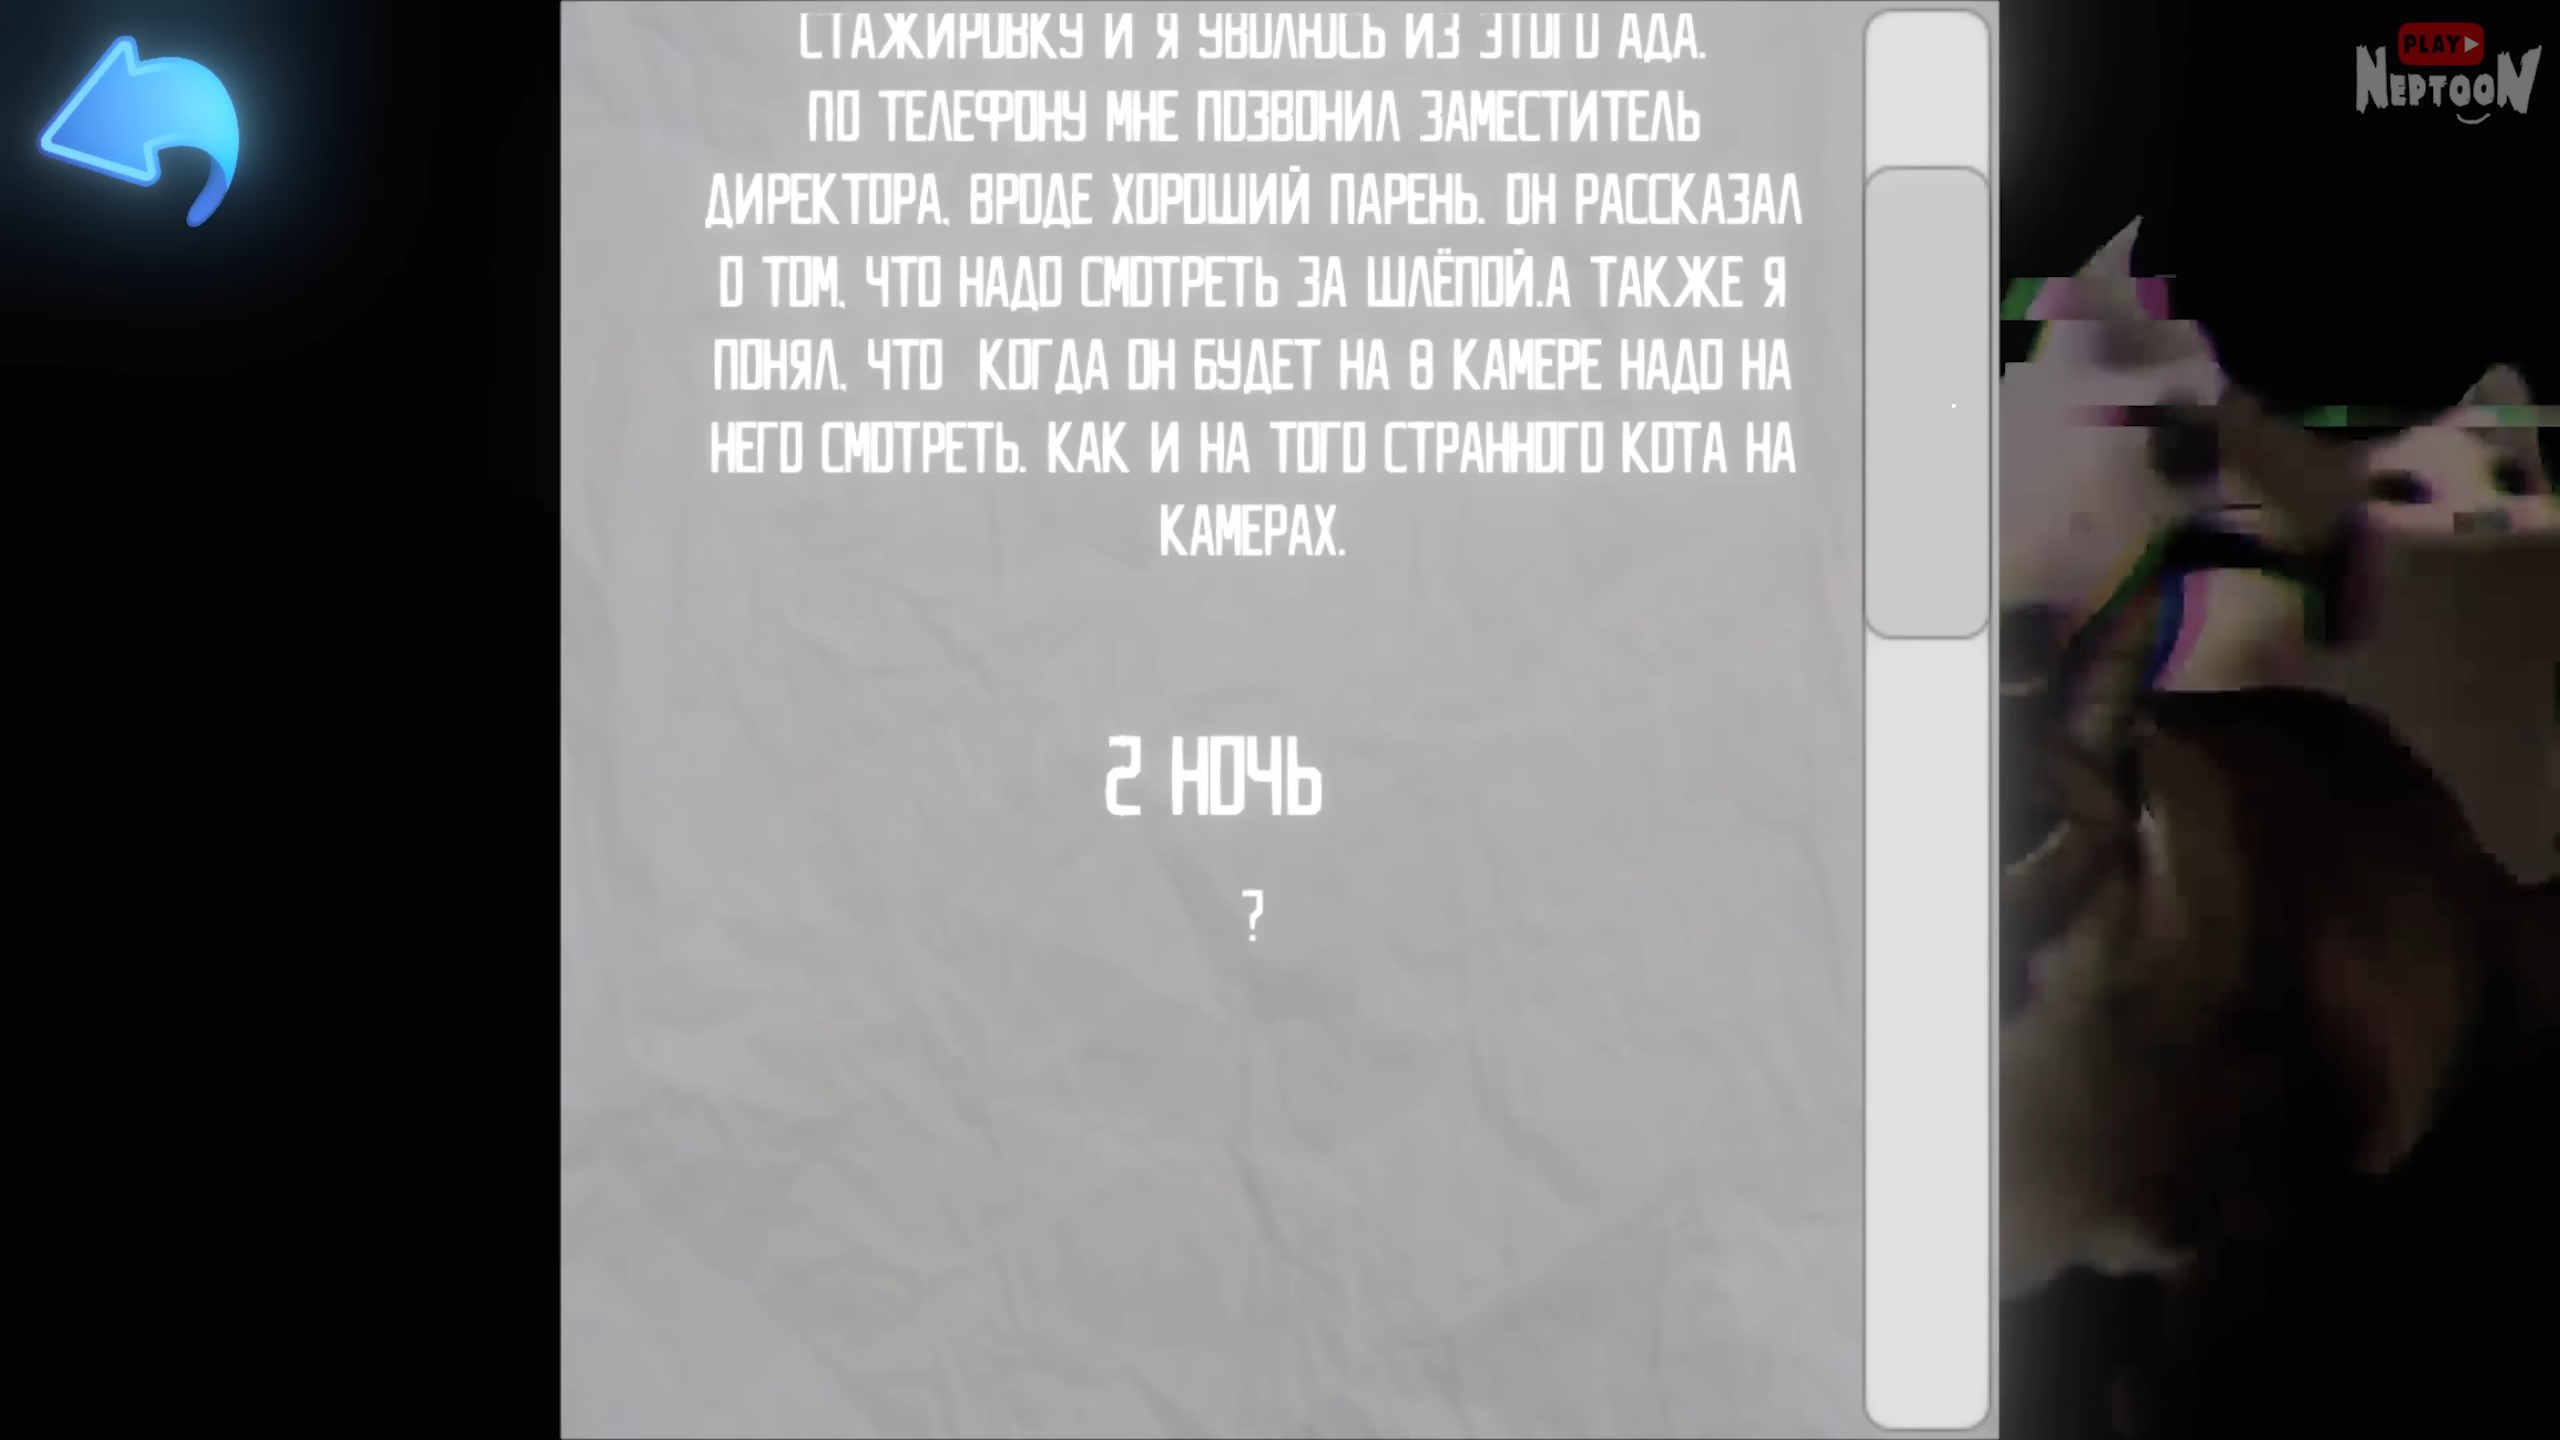 СТАЖИРОВКУ И Я УВОЛЮСЬ ИЗ ЭТОГО АДА.
ПО ТЕЛЕФОНУ МНЕ ПОЗВОНИЛ ЗАМЕСТИТЕЛЬ
ДИРЕКТОРА, ВРОДЕ ХОРОШИЙ ПАРЕНЬ. ОН РАССКАЗАЛ
О ТОМ, ЧТО НАДО СМОТРЕТЬ ЗА ШЛЁПОЙ.А ТАКЖЕ Я
ПОНЯЛ, ЧТО КОГДА ОН БУДЕТ НА 8 КАМЕРЕ НАДО НА
НЕГО СМОТРЕТЬ. КАК И НА ТОГО СТРАННОГО КОТА НА
КАМЕРАХ.
2 НОЧЬ
?
PLAY
NEPTOON